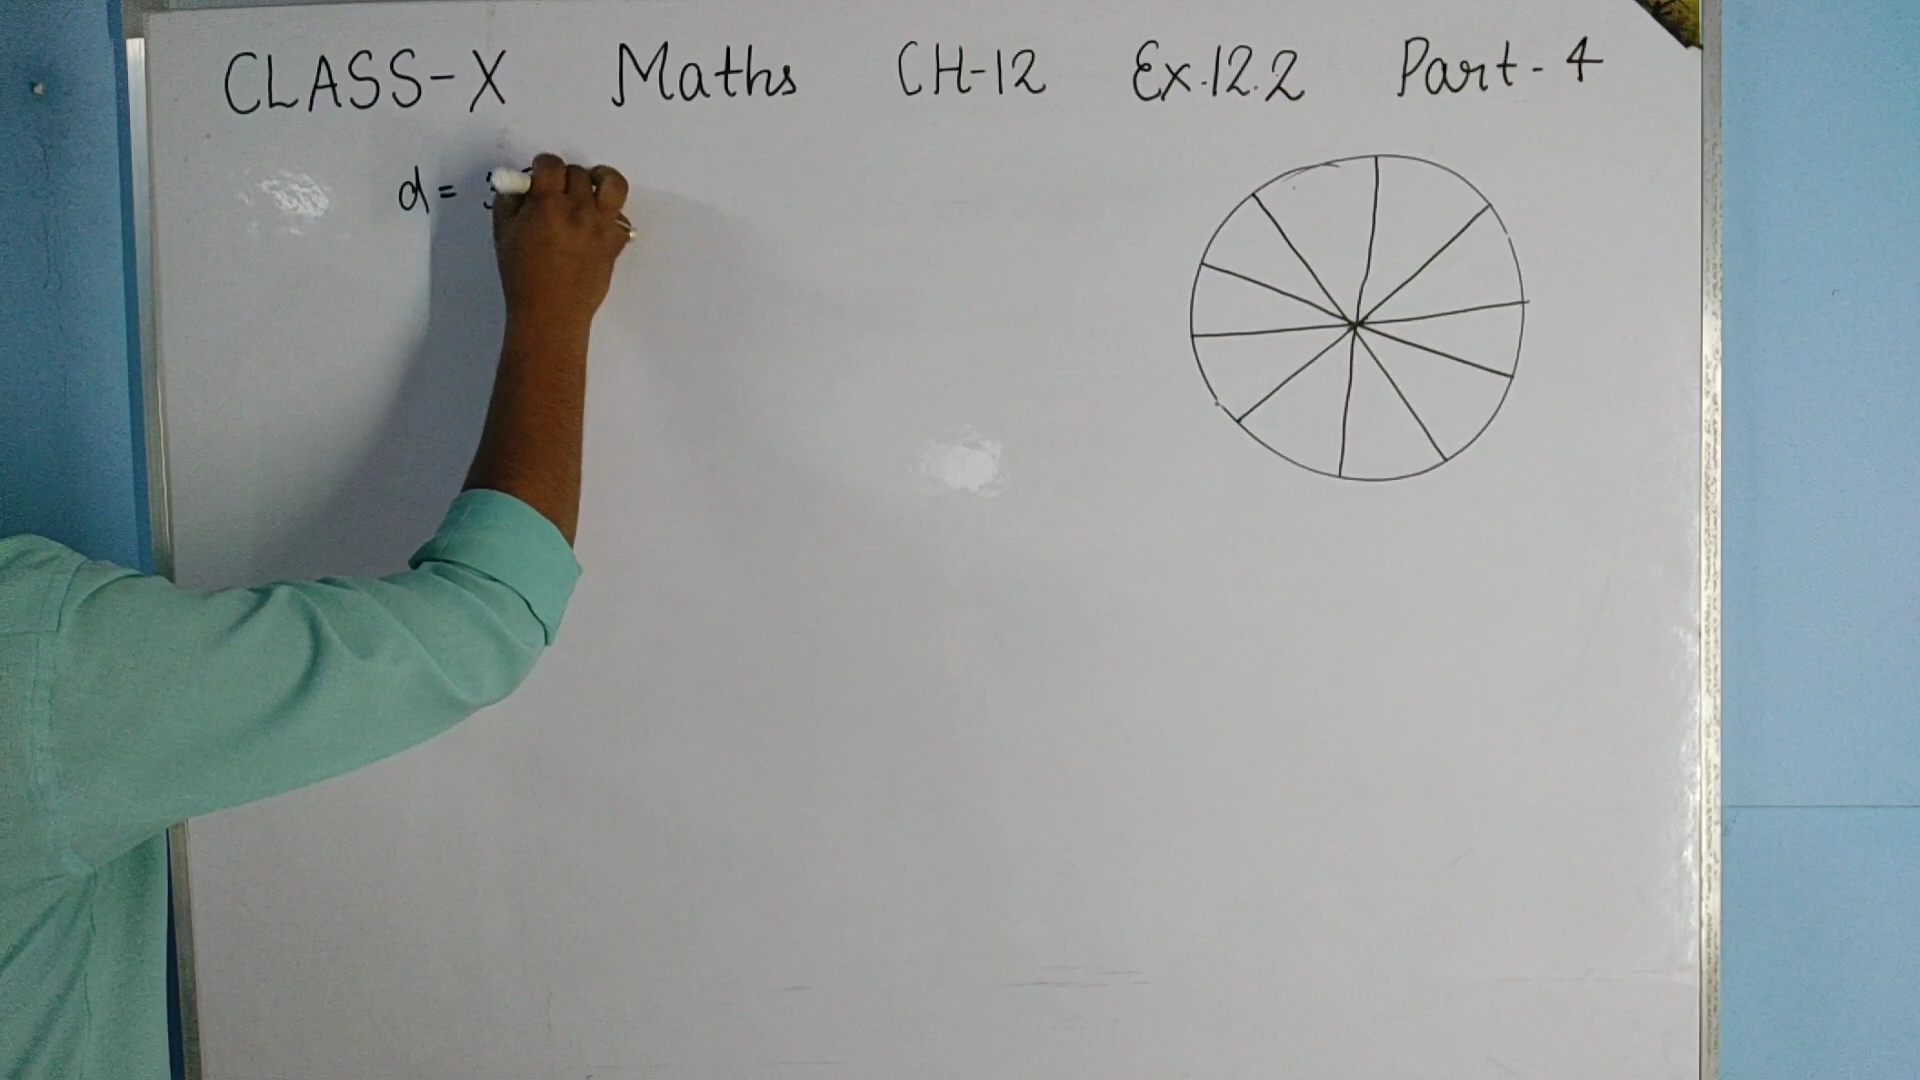 CLASS-X Maths CH-12 Ex.12.2 Part-4
d =